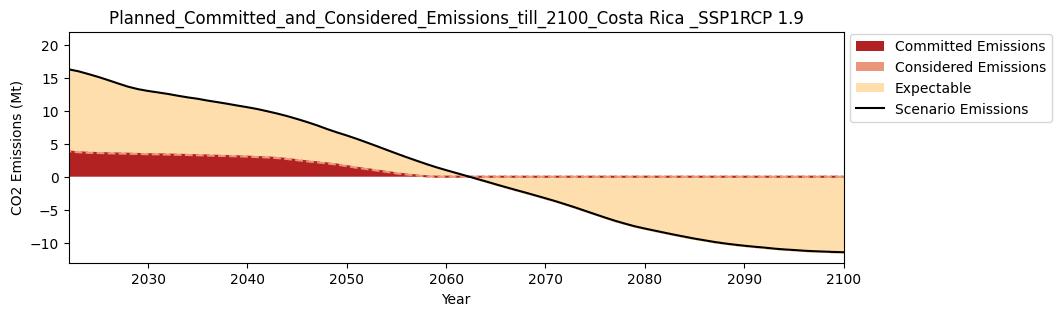 Planned_Committed_and_Considered_Emissions_till_2100_Costa Rica _SSP1RCP 1.9
CO2 Emissions (Mt)
20
15
10
5
0
−5
−10
2030
2040
2050
2060
2070
2080
2090
2100
Year
Committed Emissions
Considered Emissions
Expectable
Scenario Emissions